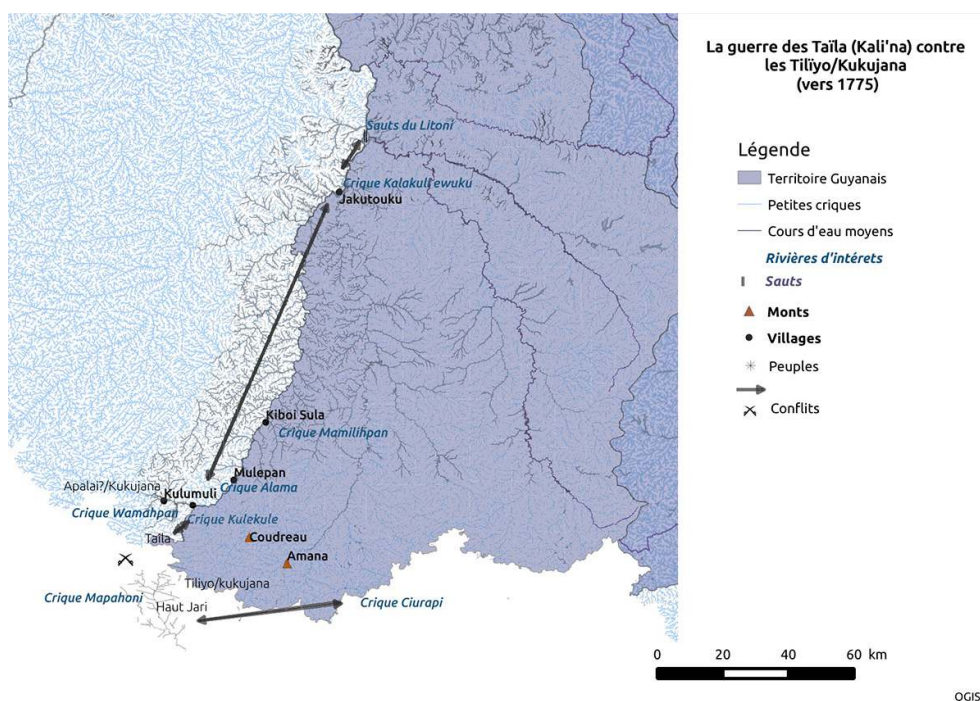 La guerre des Taïla (Kali'na) contre
les Tilïyo/Kukujana
(vers 1775)
Légende
Territoire Guyanais
Petites criques
Cours d'eau moyens
Rivières d'intérets
Sauts
Monts
Villages
Peuples
Conflits
Sauts du Litoni
Crique Kalakuli ewuku
Jakutouku
Kiboi Sula
Crique Mamilihpan
Mulepan
Apalai?/Kukujana
Crique Alama
Kulumuli
Crique Wamahpan
Crique Kulekule
Taïla
Coudreau
Amana
Tiliyo/kukujana
Crique Mapahoni
Haut Jari
Crique Ciurapi
0 20 40 60 km
OGIS